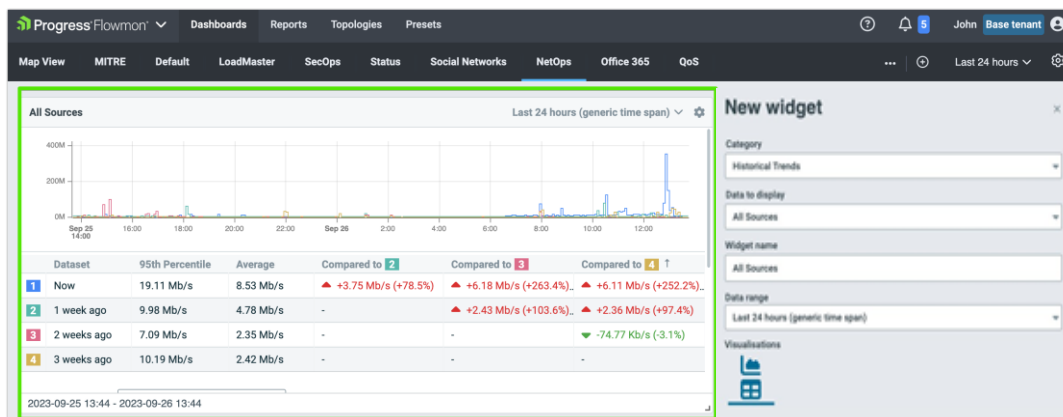 Progress Flowmon Dashboards Reports Topologies Presets 5 John Base tenant
Map View MITRE Default LoadMaster SecOps Status Social Networks NetOps Office 365 QoS ... Last 24 hours
All Sources Last 24 hours (generic time span)
400M
200M
0M
Sep 25 14:00 16:00 18:00 20:00 22:00 Sep 26 2:00 4:00 6:00 8:00 10:00 12:00
Dataset 95th Percentile Average Compared to 2 Compared to 3 Compared to 4 ↑
1 Now 19.11 Mb/s 8.53 Mb/s +3.75 Mb/s (+78.5%) +6.18 Mb/s (+263.4%).. +6.11 Mb/s (+252.2%)..
2 1 week ago 9.98 Mb/s 4.78 Mb/s - +2.43 Mb/s (+103.6%).. +2.36 Mb/s (+97.4%)
3 2 weeks ago 7.09 Mb/s 2.35 Mb/s - - -74.77 Kb/s (-3.1%)
4 3 weeks ago 10.19 Mb/s 2.42 Mb/s - - -
2023-09-25 13:44 - 2023-09-26 13:44
New widget ×
Category
Historical Trends
Data to display
All Sources
Widget name
All Sources
Data range
Last 24 hours (generic time span)
Visualisations